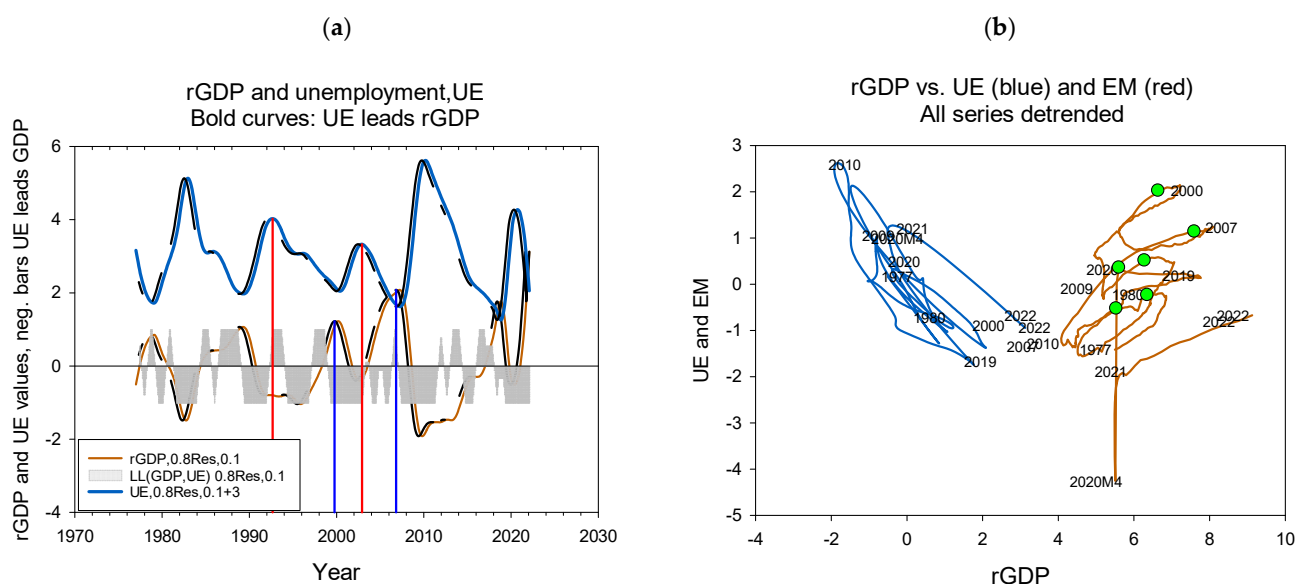 (a)
rGDP and unemployment,UE
Bold curves: UE leads rGDP
rGDP and UE values, neg. bars UE leads GDP
6
4
2
0
-2
-4
rGDP,0.8Res,0.1
LL(GDP,UE) 0.8Res,0.1
UE,0.8Res,0.1+3
1970 1980 1990 2000 2010 2020 2030
Year
(b)
rGDP vs. UE (blue) and EM (red)
All series detrended
UE and EM
3
2
1
0
-1
-2
-3
-4
-5
2010
2009
2021
2020M4
2020
1977
1980
2000
2022
2022
2007
2019
2010
2000
2007
2020
2019
2009
1980
2022
2022
1977
2021
2020M4
-4 -2 0 2 4 6 8 10
rGDP